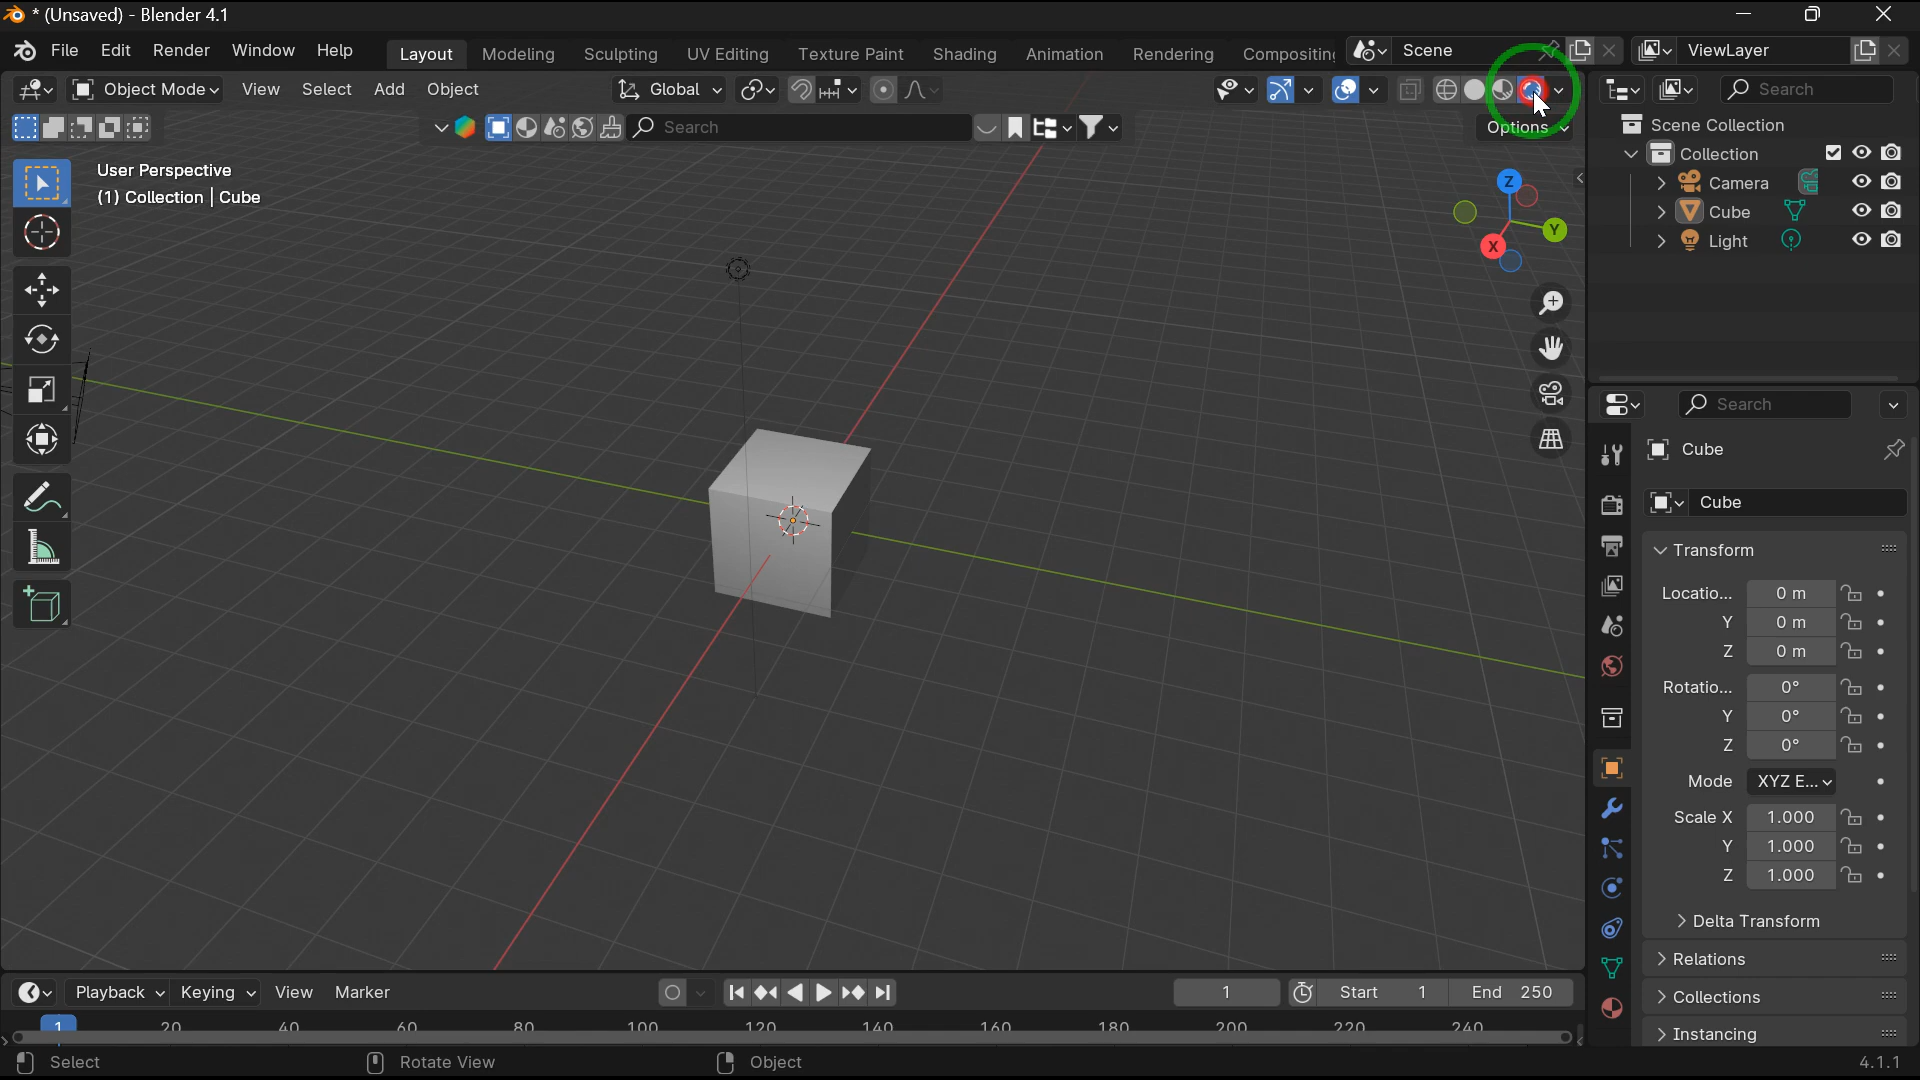 * (Unsaved) - Blender 4.1
File Edit Render Window Help Layout Modeling Sculpting UV Editing Texture Paint Shading Animation Rendering Compositin Scene ViewLayer
Object Mode View Select Add Object Global Search
Search Options
User Perspective
(1) Collection | Cube
Z
Y
X
Scene Collection
Collection
Camera
Cube
Light
Search
Cube
Cube
Transform
Locatio... 0 m
Y 0 m
Z 0 m
Rotatio... 0°
Y 0°
Z 0°
Mode XYZ E...
Scale X 1.000
Y 1.000
Z 1.000
Delta Transform
Relations
Collections
Instancing
Playback Keying View Marker 1 Start 1 End 250
1 20 40 60 80 100 120 140 160 180 200 220 240
Select Rotate View Object 4.1.1